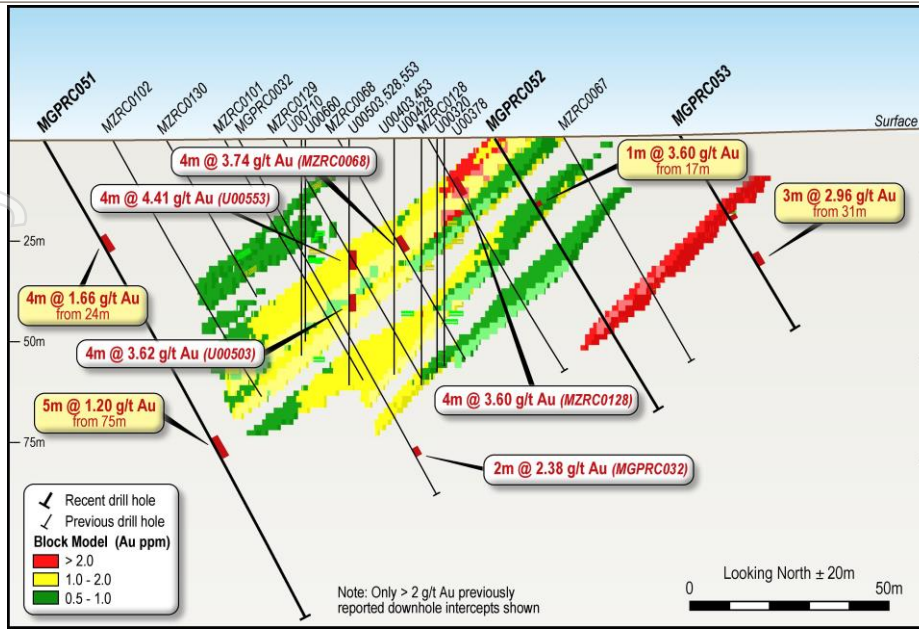 MGPRC051
MZRC0102
MZRC0130
MZRC0101
MGPRC0032
MZRC0129
U00710
U00660
MZRC0068
U00503,528,553
U00403,453
U00428
MZRC0128
U00320
U00378
MGPRC052
MZRC0067
MGPRC053
Surface
4m @ 3.74 g/t Au (MZRC0068)
1m @ 3.60 g/t Au
from 17m
4m @ 4.41 g/t Au (U00553)
3m @ 2.96 g/t Au
from 31m
25m
4m @ 1.66 g/t Au
from 24m
50m
4m @ 3.62 g/t Au (U00503)
4m @ 3.60 g/t Au (MZRC0128)
5m @ 1.20 g/t Au
from 75m
75m
2m @ 2.38 g/t Au (MGPRC032)
Recent drill hole
Previous drill hole
Block Model (Au ppm)
> 2.0
1.0 - 2.0
0.5 - 1.0
Note: Only > 2 g/t Au previously
reported downhole intercepts shown
Looking North ± 20m
0 50m